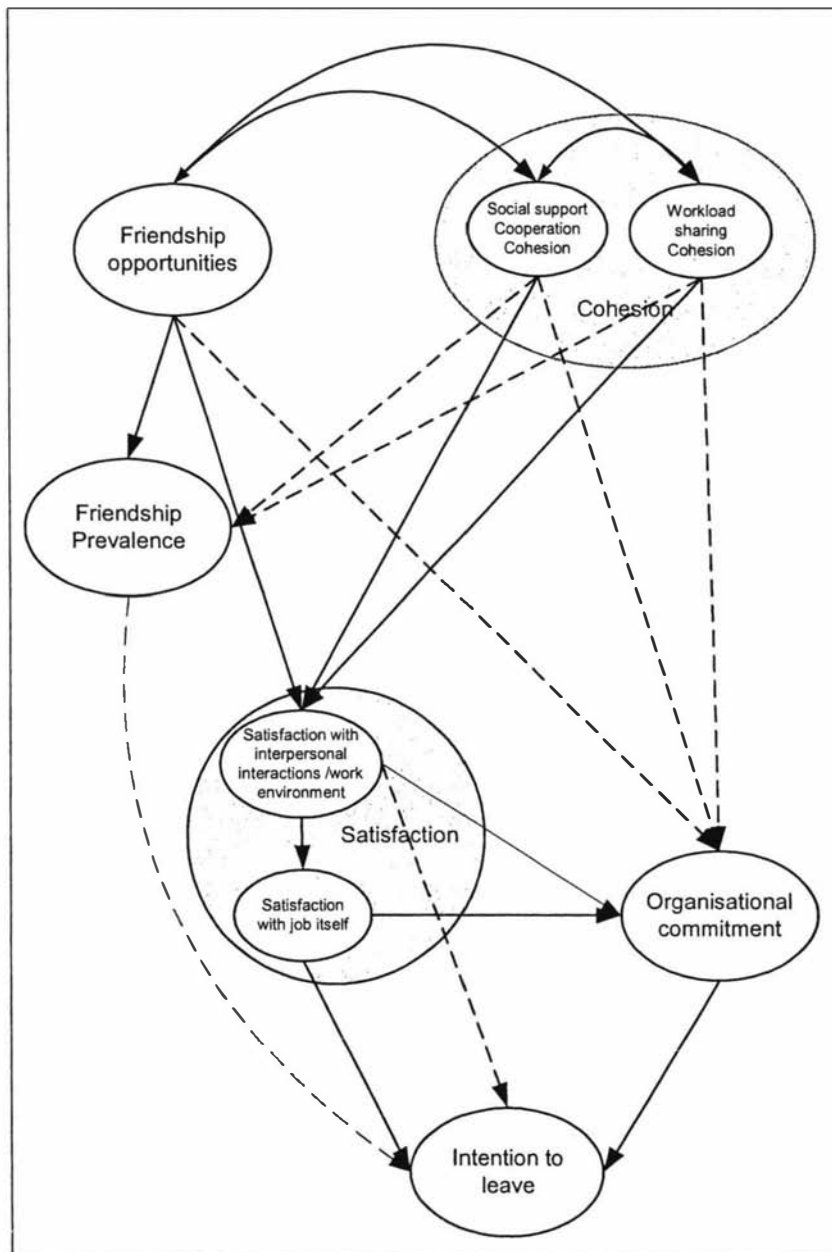 Friendship
opportunities
Social support
Cooperation
Cohesion
Workload
sharing
Cohesion
Cohesion
Friendship
Prevalence
Satisfaction with
interpersonal
interactions /work
environment
Satisfaction
Satisfaction
with job itself
Organisational
commitment
Intention to
leave